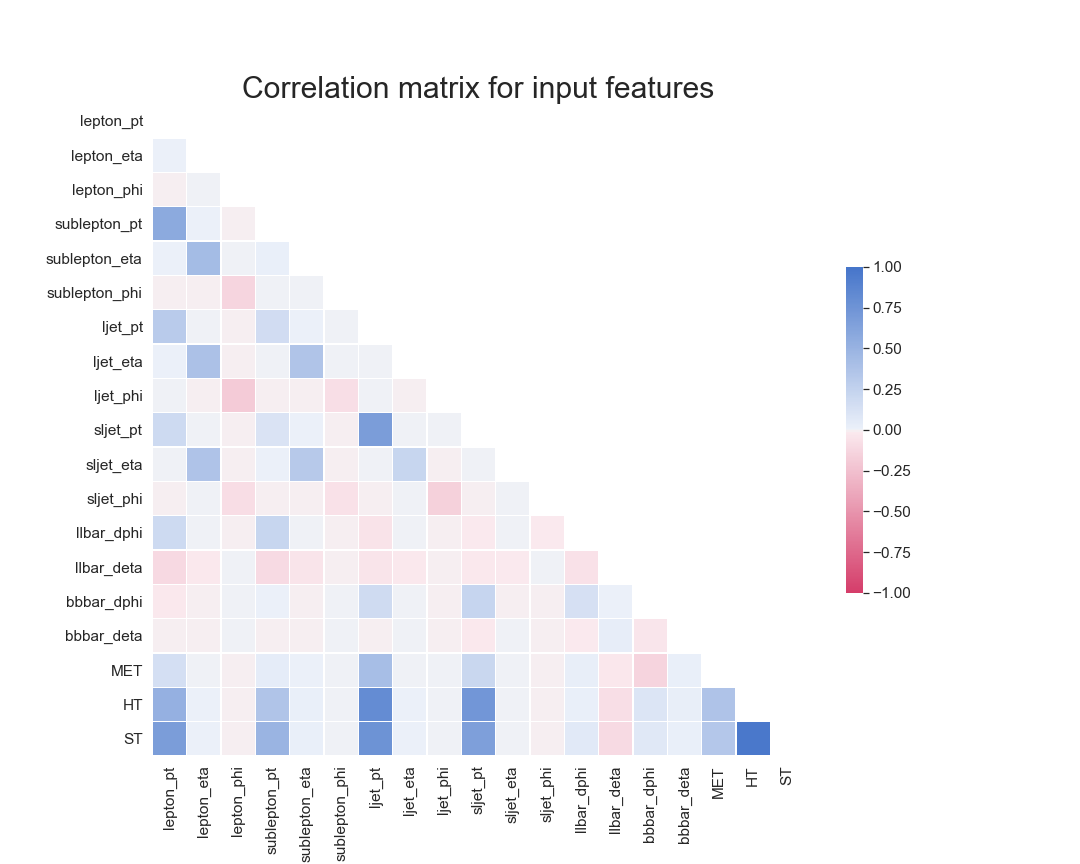 Correlation matrix for input features
lepton_pt
lepton_eta
lepton_phi
sublepton_pt
sublepton_eta
sublepton_phi
ljet_pt
ljet_eta
ljet_phi
sljet_pt
sljet_eta
sljet_phi
llbar_dphi
llbar_deta
bbbar_dphi
bbbar_deta
MET
HT
ST
lepton_pt
lepton_eta
lepton_phi
sublepton_pt
sublepton_eta
sublepton_phi
ljet_pt
ljet_eta
ljet_phi
sljet_pt
sljet_eta
sljet_phi
llbar_dphi
llbar_deta
bbbar_dphi
bbbar_deta
MET
HT
ST
1.00
0.75
0.50
0.25
0.00
−0.25
−0.50
−0.75
−1.00